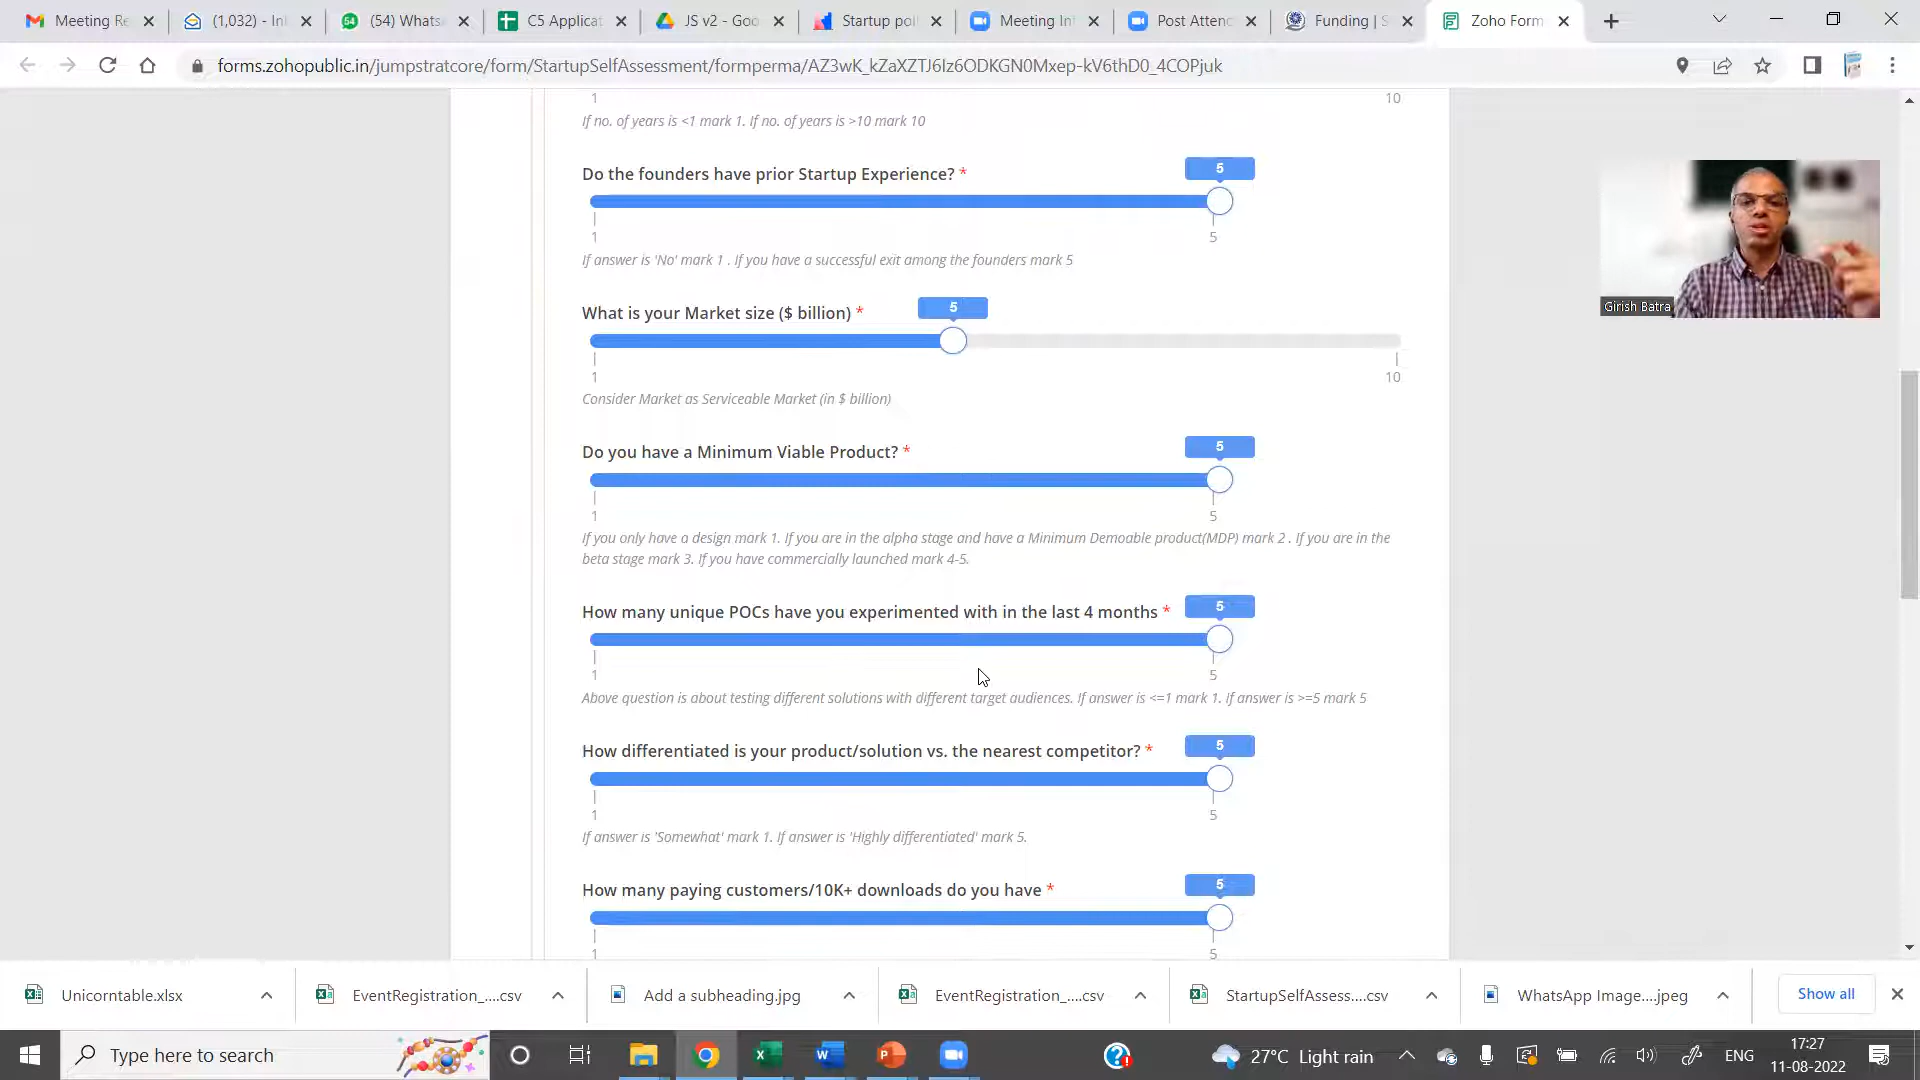 Meeting Re
(1,032) - In
(54) Whats
C5 Applicat
JS v2 - Goo
Startup pol
Meeting In
Post Atten
Funding | S
Zoho Form
forms.zohopublic.in/jumpstratcore/form/StartupSelfAssessment/formperma/AZ3wK_kZaXZTJ6Iz6ODKGN0Mxep-kV6thD0_4COPjuk
1 10
If no. of years is <1 mark 1. If no. of years is >10 mark 10
Do the founders have prior Startup Experience? *
5
1 5
If answer is 'No' mark 1 . If you have a successful exit among the founders mark 5
What is your Market size ($ billion) *
5
1 10
Consider Market as Serviceable Market (in $ billion)
Do you have a Minimum Viable Product? *
5
1 5
If you only have a design mark 1. If you are in the alpha stage and have a Minimum Demoable product(MDP) mark 2 . If you are in the
beta stage mark 3. If you have commercially launched mark 4-5.
How many unique POCs have you experimented with in the last 4 months *
5
1 5
Above question is about testing different solutions with different target audiences. If answer is <=1 mark 1. If answer is >=5 mark 5
How differentiated is your product/solution vs. the nearest competitor? *
5
1 5
If answer is 'Somewhat' mark 1. If answer is 'Highly differentiated' mark 5.
How many paying customers/10K+ downloads do you have *
5
1 5
Girish Batra
Unicorntable.xlsx
EventRegistration_....csv
Add a subheading.jpg
EventRegistration_....csv
StartupSelfAssess....csv
WhatsApp Image....jpeg
Show all
Type here to search
27°C Light rain
ENG
17:27
11-08-2022